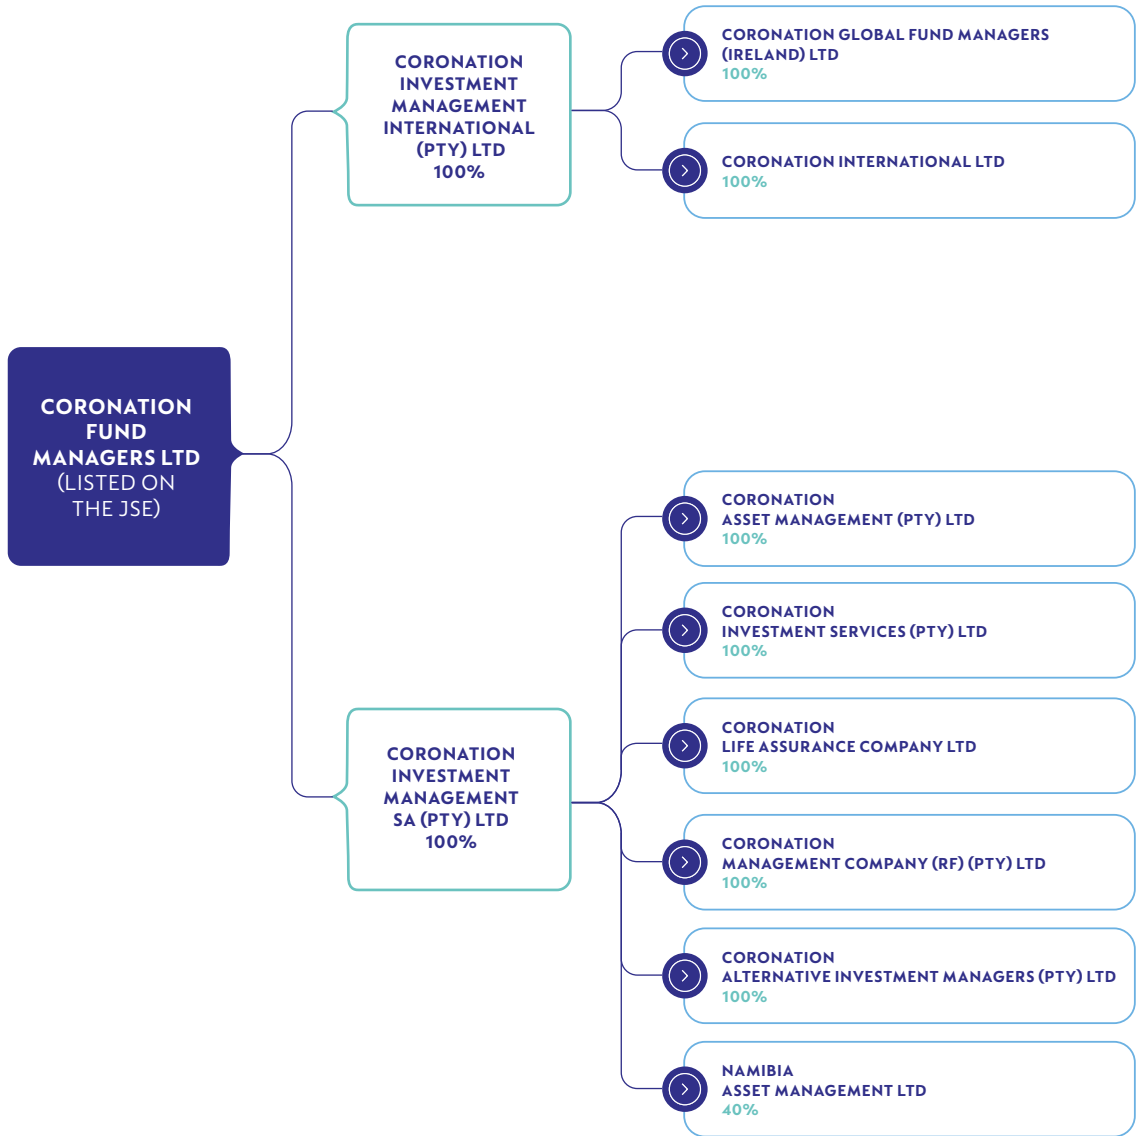 CORONATION
FUND
MANAGERS LTD
(LISTED ON
THE JSE)
CORONATION
INVESTMENT
MANAGEMENT
INTERNATIONAL
(PTY) LTD
100%
CORONATION GLOBAL FUND MANAGERS
(IRELAND) LTD
100%
CORONATION INTERNATIONAL LTD
100%
CORONATION
INVESTMENT
MANAGEMENT
SA (PTY) LTD
100%
CORONATION
ASSET MANAGEMENT (PTY) LTD
100%
CORONATION
INVESTMENT SERVICES (PTY) LTD
100%
CORONATION
LIFE ASSURANCE COMPANY LTD
100%
CORONATION
MANAGEMENT COMPANY (RF) (PTY) LTD
100%
CORONATION
ALTERNATIVE INVESTMENT MANAGERS (PTY) LTD
100%
NAMIBIA
ASSET MANAGEMENT LTD
40%